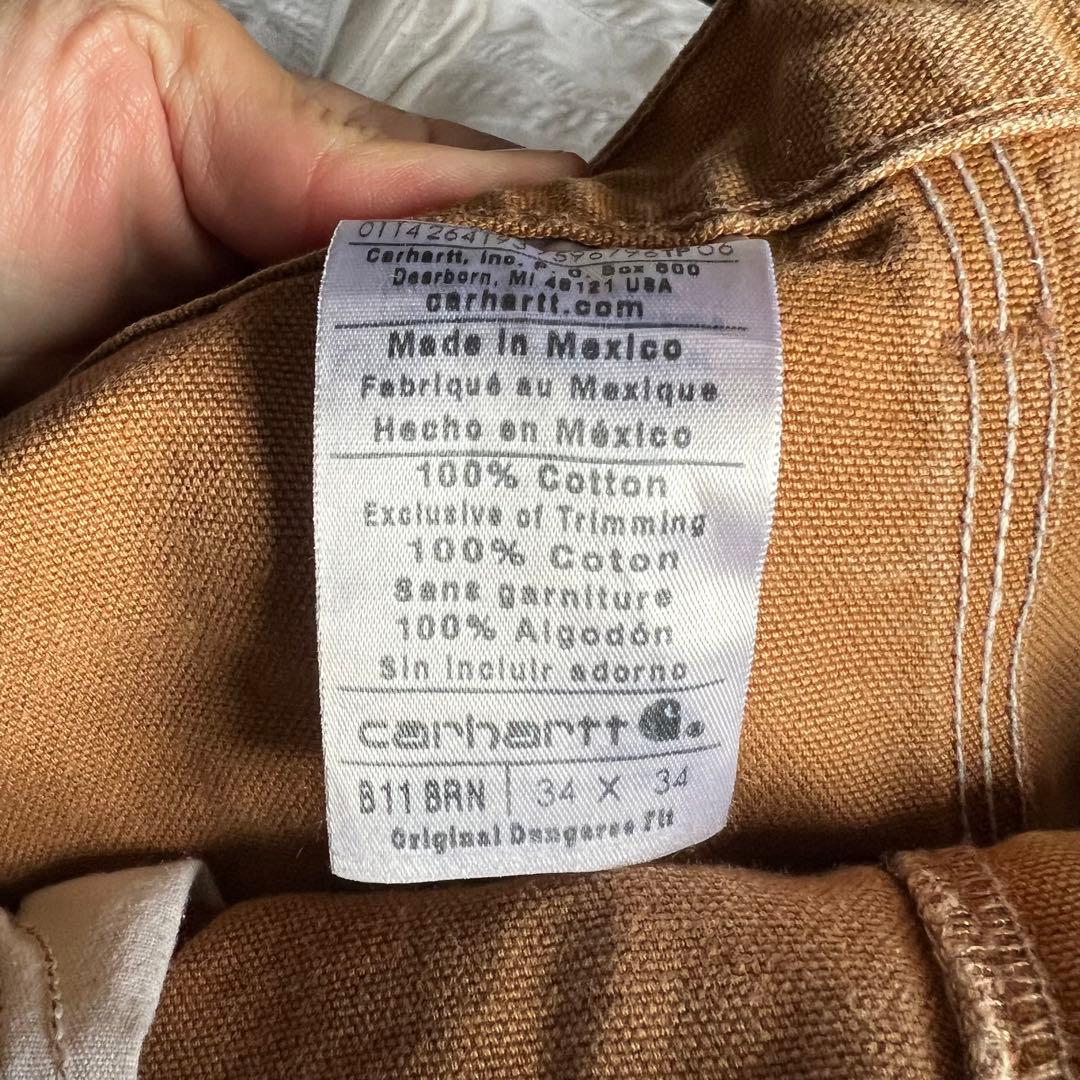 Carhartt, Inc. P. O. Box 600
Dearborn, MI 48121 USA
carhartt.com
Made in Mexico
Fabriqué au Mexique
Hecho en México
100% Cotton
Exclusive of Trimming
100% Coton
Sans garniture
100% Algodón
Sin incluir adorno
carhartt
B11 BRN 34 X 34
Original Dungaree Fit